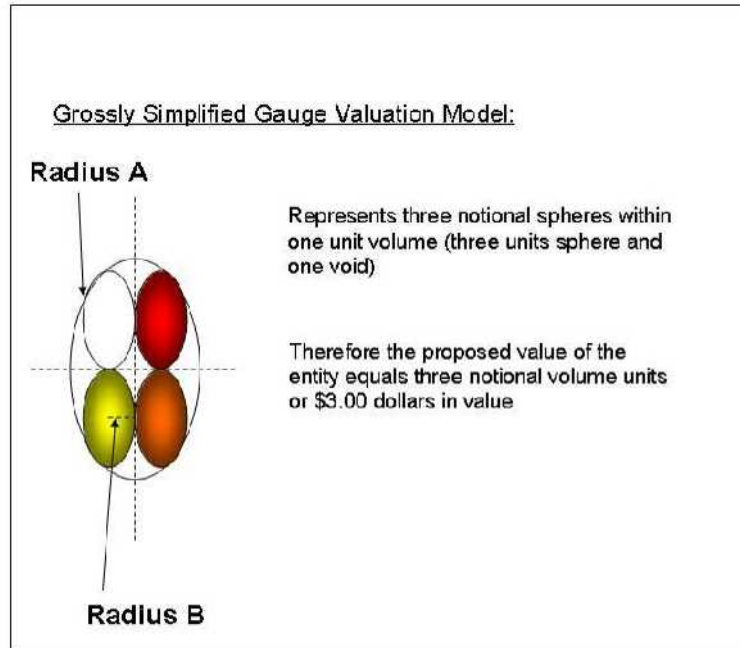 Grossly Simplified Gauge Valuation Model:
Radius A
Represents three notional spheres within
one unit volume (three units sphere and
one void)
Therefore the proposed value of the
entity equals three notional volume units
or $3.00 dollars in value
Radius B